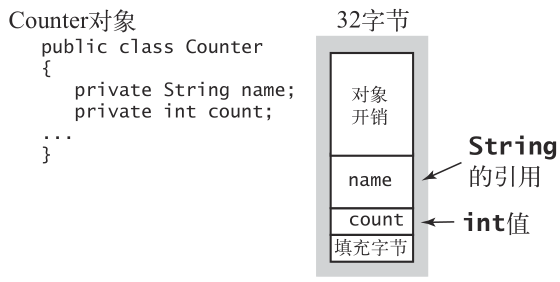 Counter对象
public class Counter
{
private String name;
private int count;
...
}
32字节
对象
开销
name
count
填充字节
String
的引用
int值